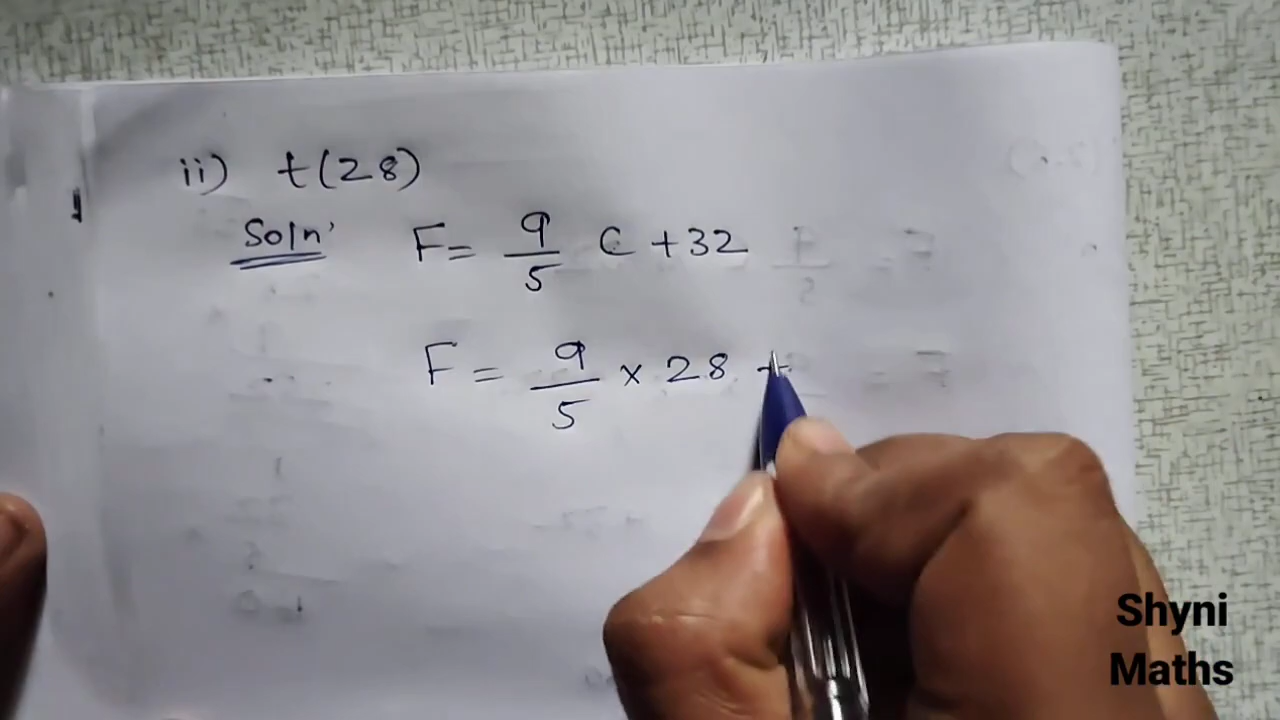 ii) t(28)
Soln' F = 9/5 C + 32
F = 9/5 × 28 +
Shyni
Maths